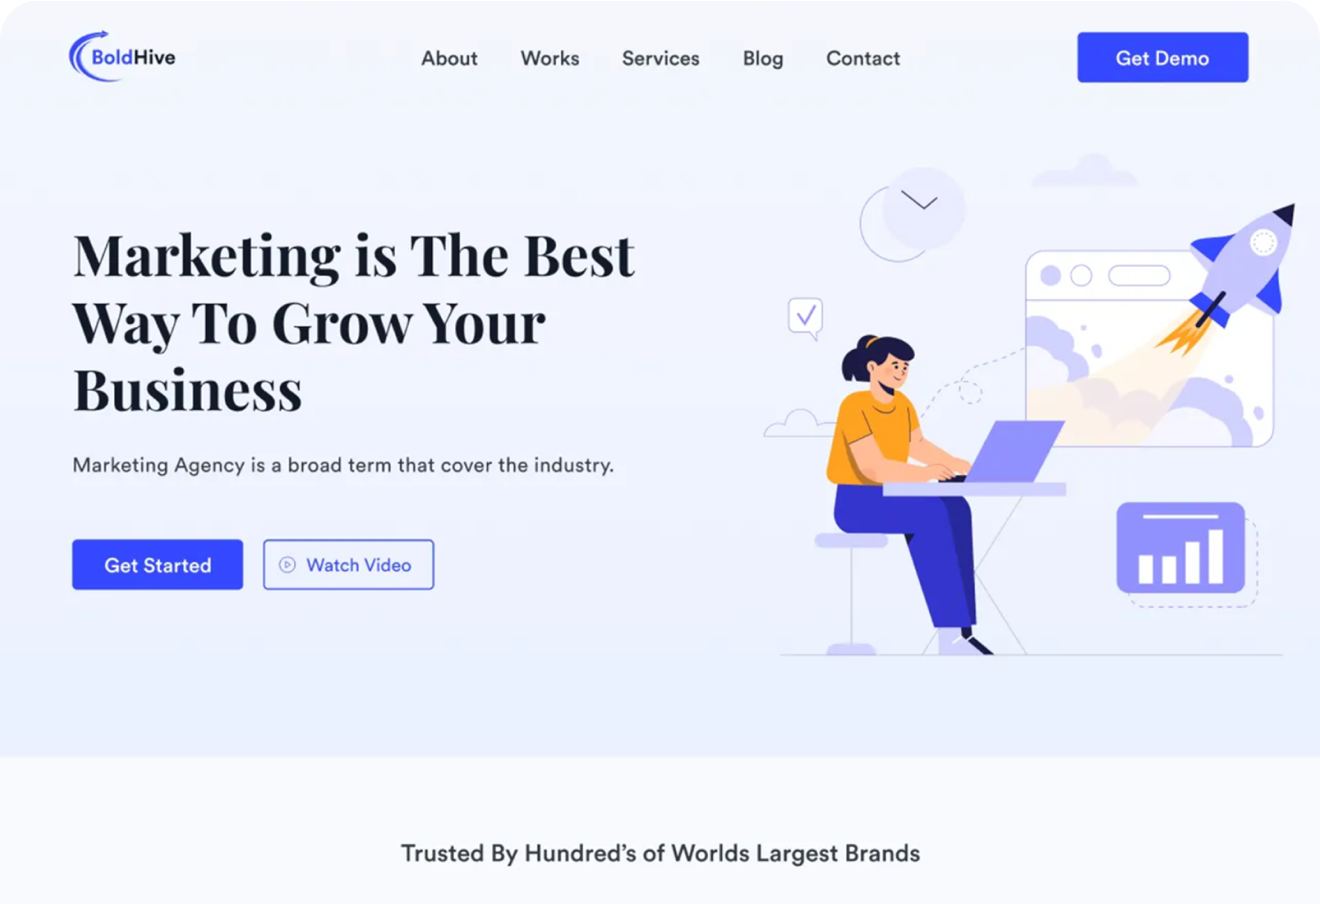 BoldHive
About
Works
Services
Blog
Contact
Get Demo
Marketing is The Best
Way To Grow Your
Business
Marketing Agency is a broad term that cover the industry.
Get Started
Watch Video
Trusted By Hundred’s of Worlds Largest Brands